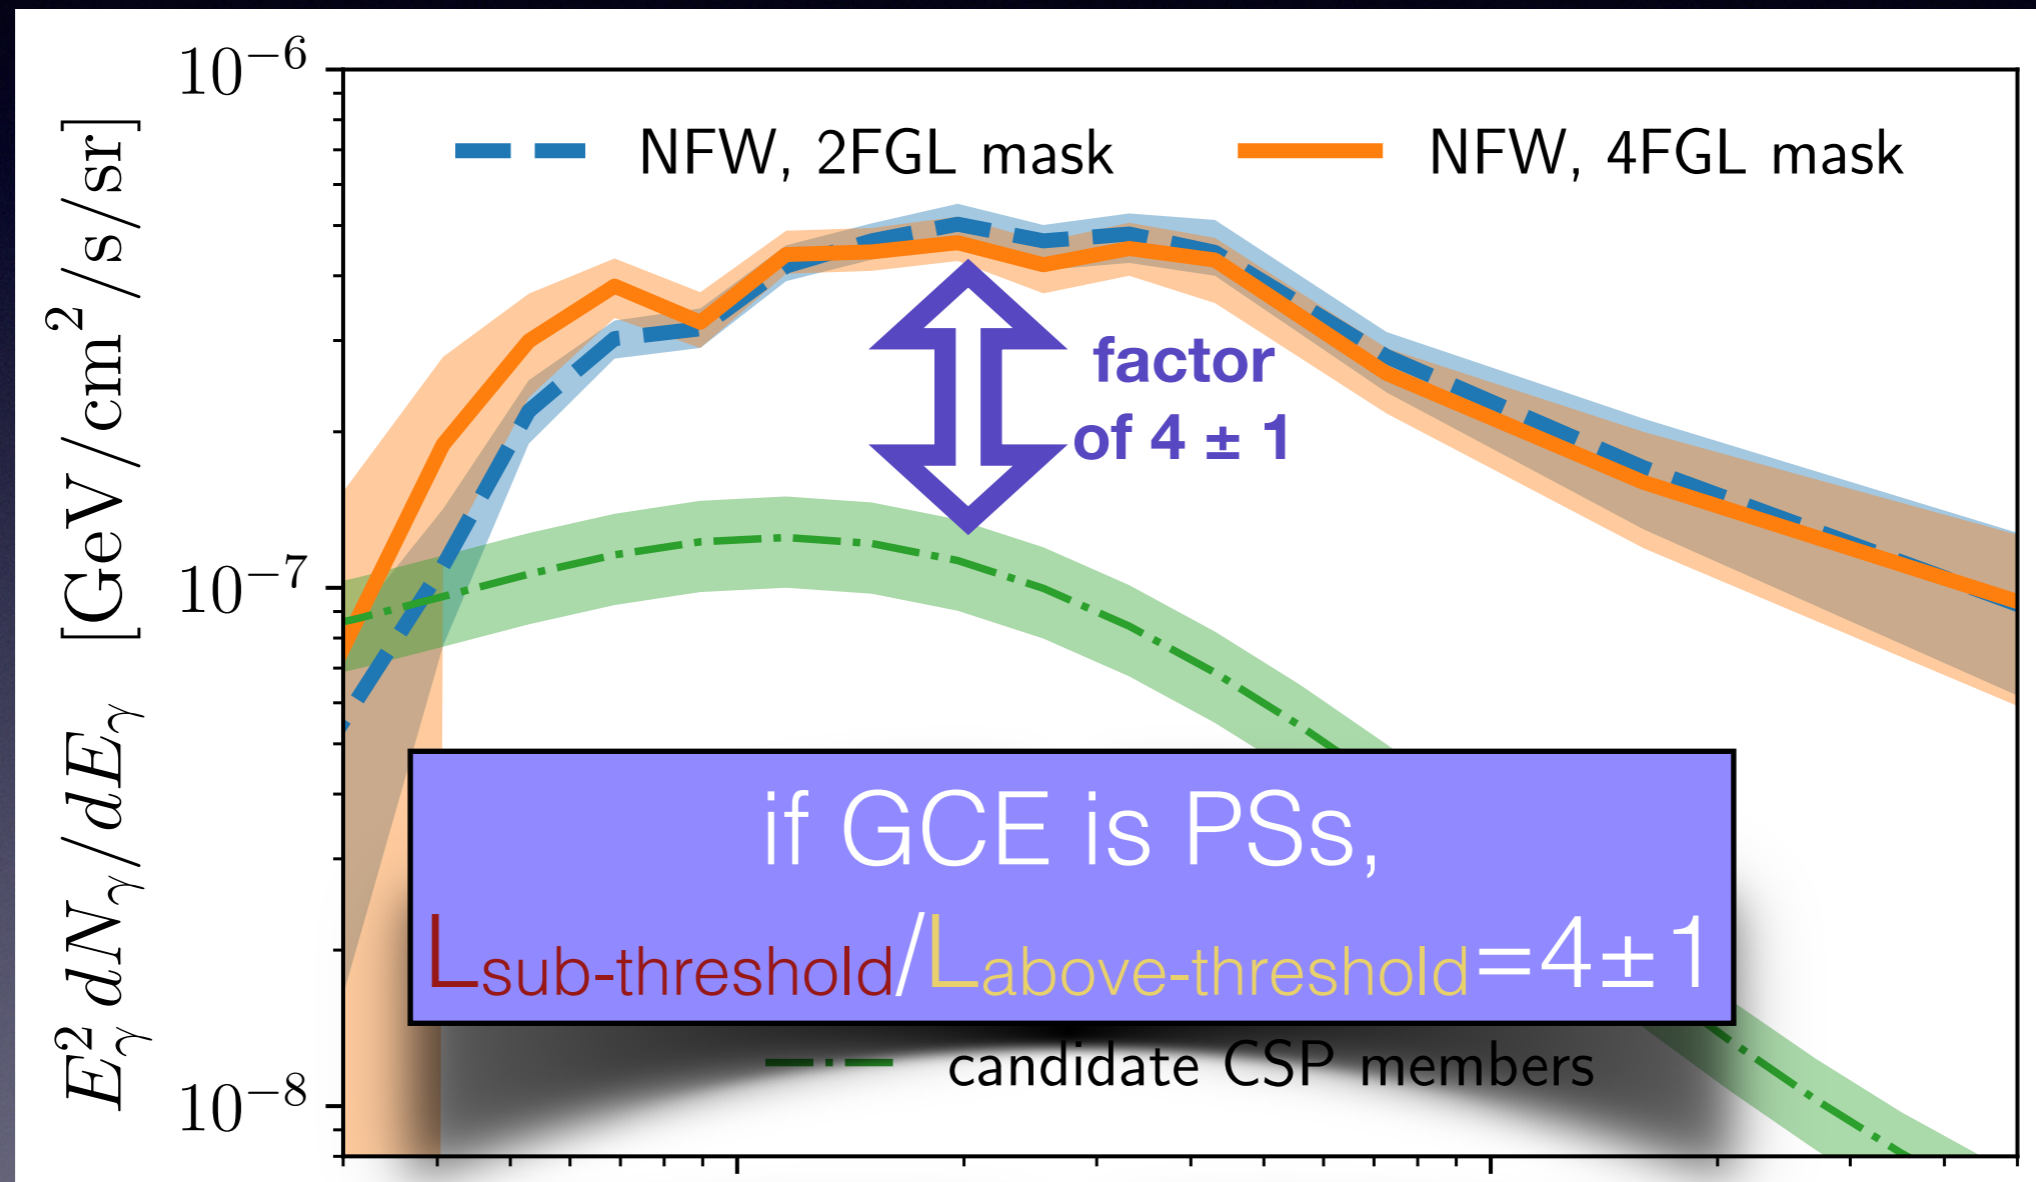 10⁻⁶
NFW, 2FGL mask
NFW, 4FGL mask
factor
of 4 ± 1
10⁻⁷
E²γ dNγ/dEγ [GeV/cm²/s/sr]
if GCE is PSs,
Lsub-threshold/Labove-threshold=4±1
candidate CSP members
10⁻⁸